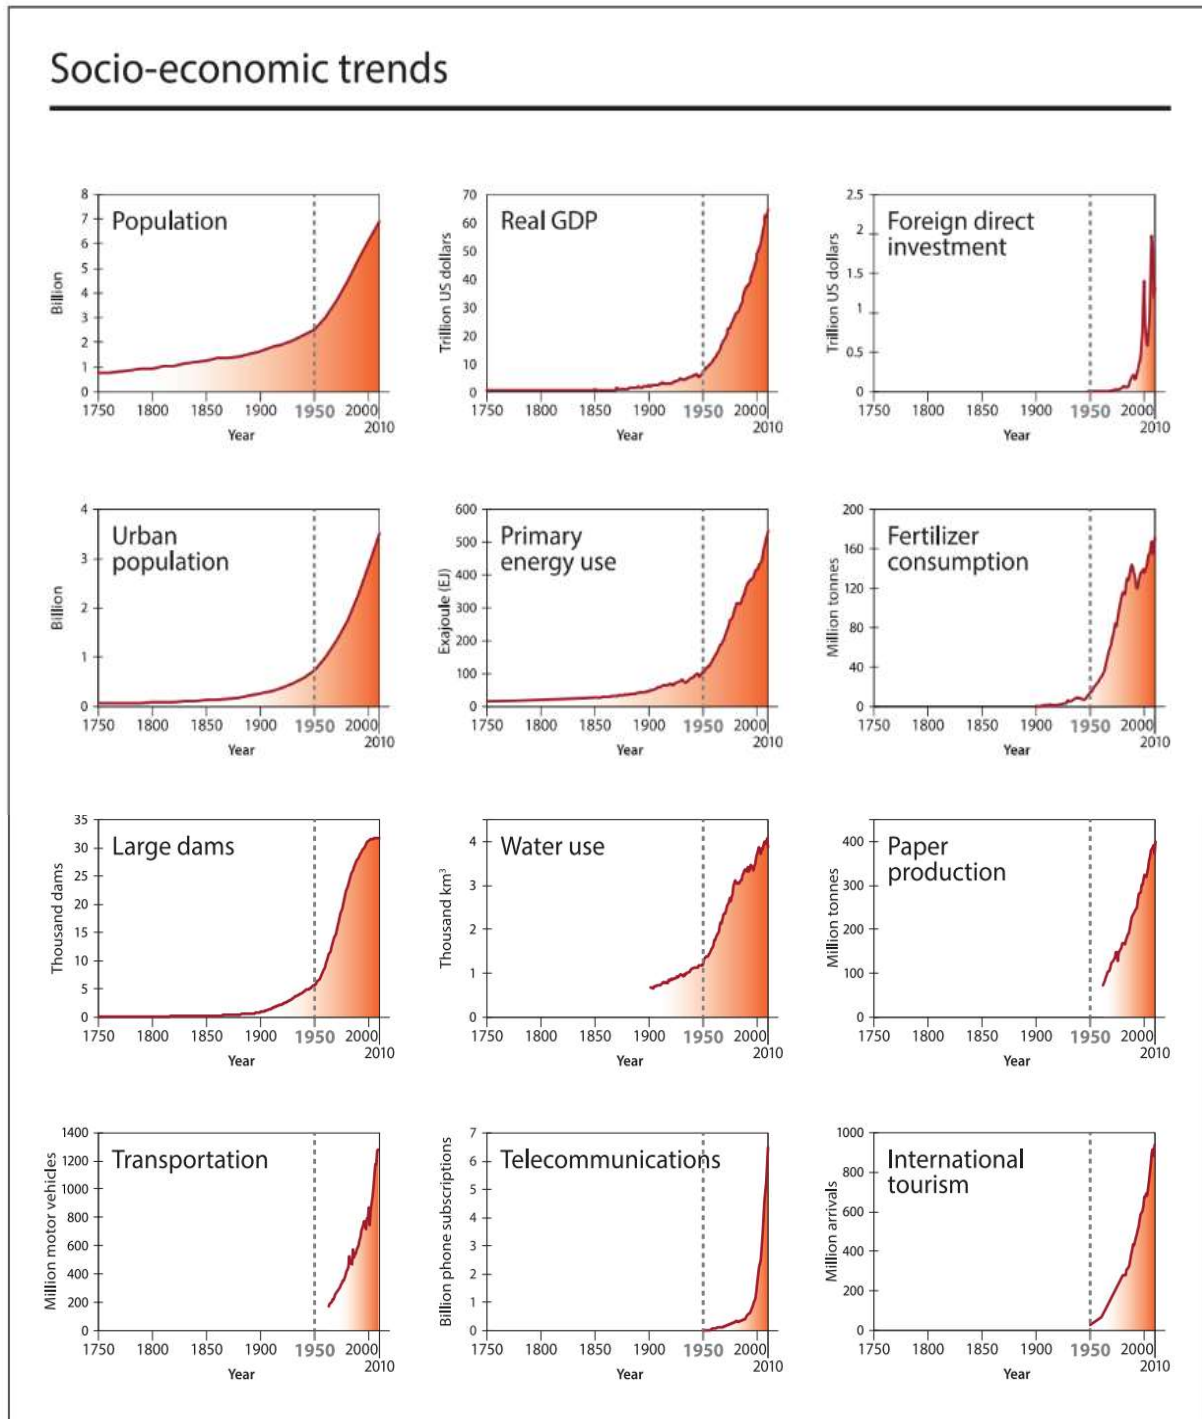 Socio-economic trends
Population
Billion
8
7
6
5
4
3
2
1
0
1750 1800 1850 1900 1950 2000
2010
Year
Real GDP
Trillion US dollars
70
60
50
40
30
20
10
0
1750 1800 1850 1900 1950 2000
2010
Year
Foreign direct
investment
Trillion US dollars
2.5
2
1.5
1
0.5
0
1750 1800 1850 1900 1950 2000
2010
Year
Urban
population
Billion
4
3
2
1
0
1750 1800 1850 1900 1950 2000
2010
Year
Primary
energy use
Exajoule (EJ)
600
500
400
300
200
100
0
1750 1800 1850 1900 1950 2000
2010
Year
Fertilizer
consumption
Million tonnes
200
160
120
80
40
0
1750 1800 1850 1900 1950 2000
2010
Year
Large dams
Thousand dams
35
30
25
20
15
10
5
0
1750 1800 1850 1900 1950 2000
2010
Year
Water use
Thousand km³
4
3
2
1
0
1750 1800 1850 1900 1950 2000
2010
Year
Paper
production
Million tonnes
400
300
200
100
0
1750 1800 1850 1900 1950 2000
2010
Year
Transportation
Million motor vehicles
1400
1200
1000
800
600
400
200
0
1750 1800 1850 1900 1950 2000
2010
Year
Telecommunications
Billion phone subscriptions
7
6
5
4
3
2
1
0
1750 1800 1850 1900 1950 2000
2010
Year
International
tourism
Million arrivals
1000
800
600
400
200
0
1750 1800 1850 1900 1950 2000
2010
Year